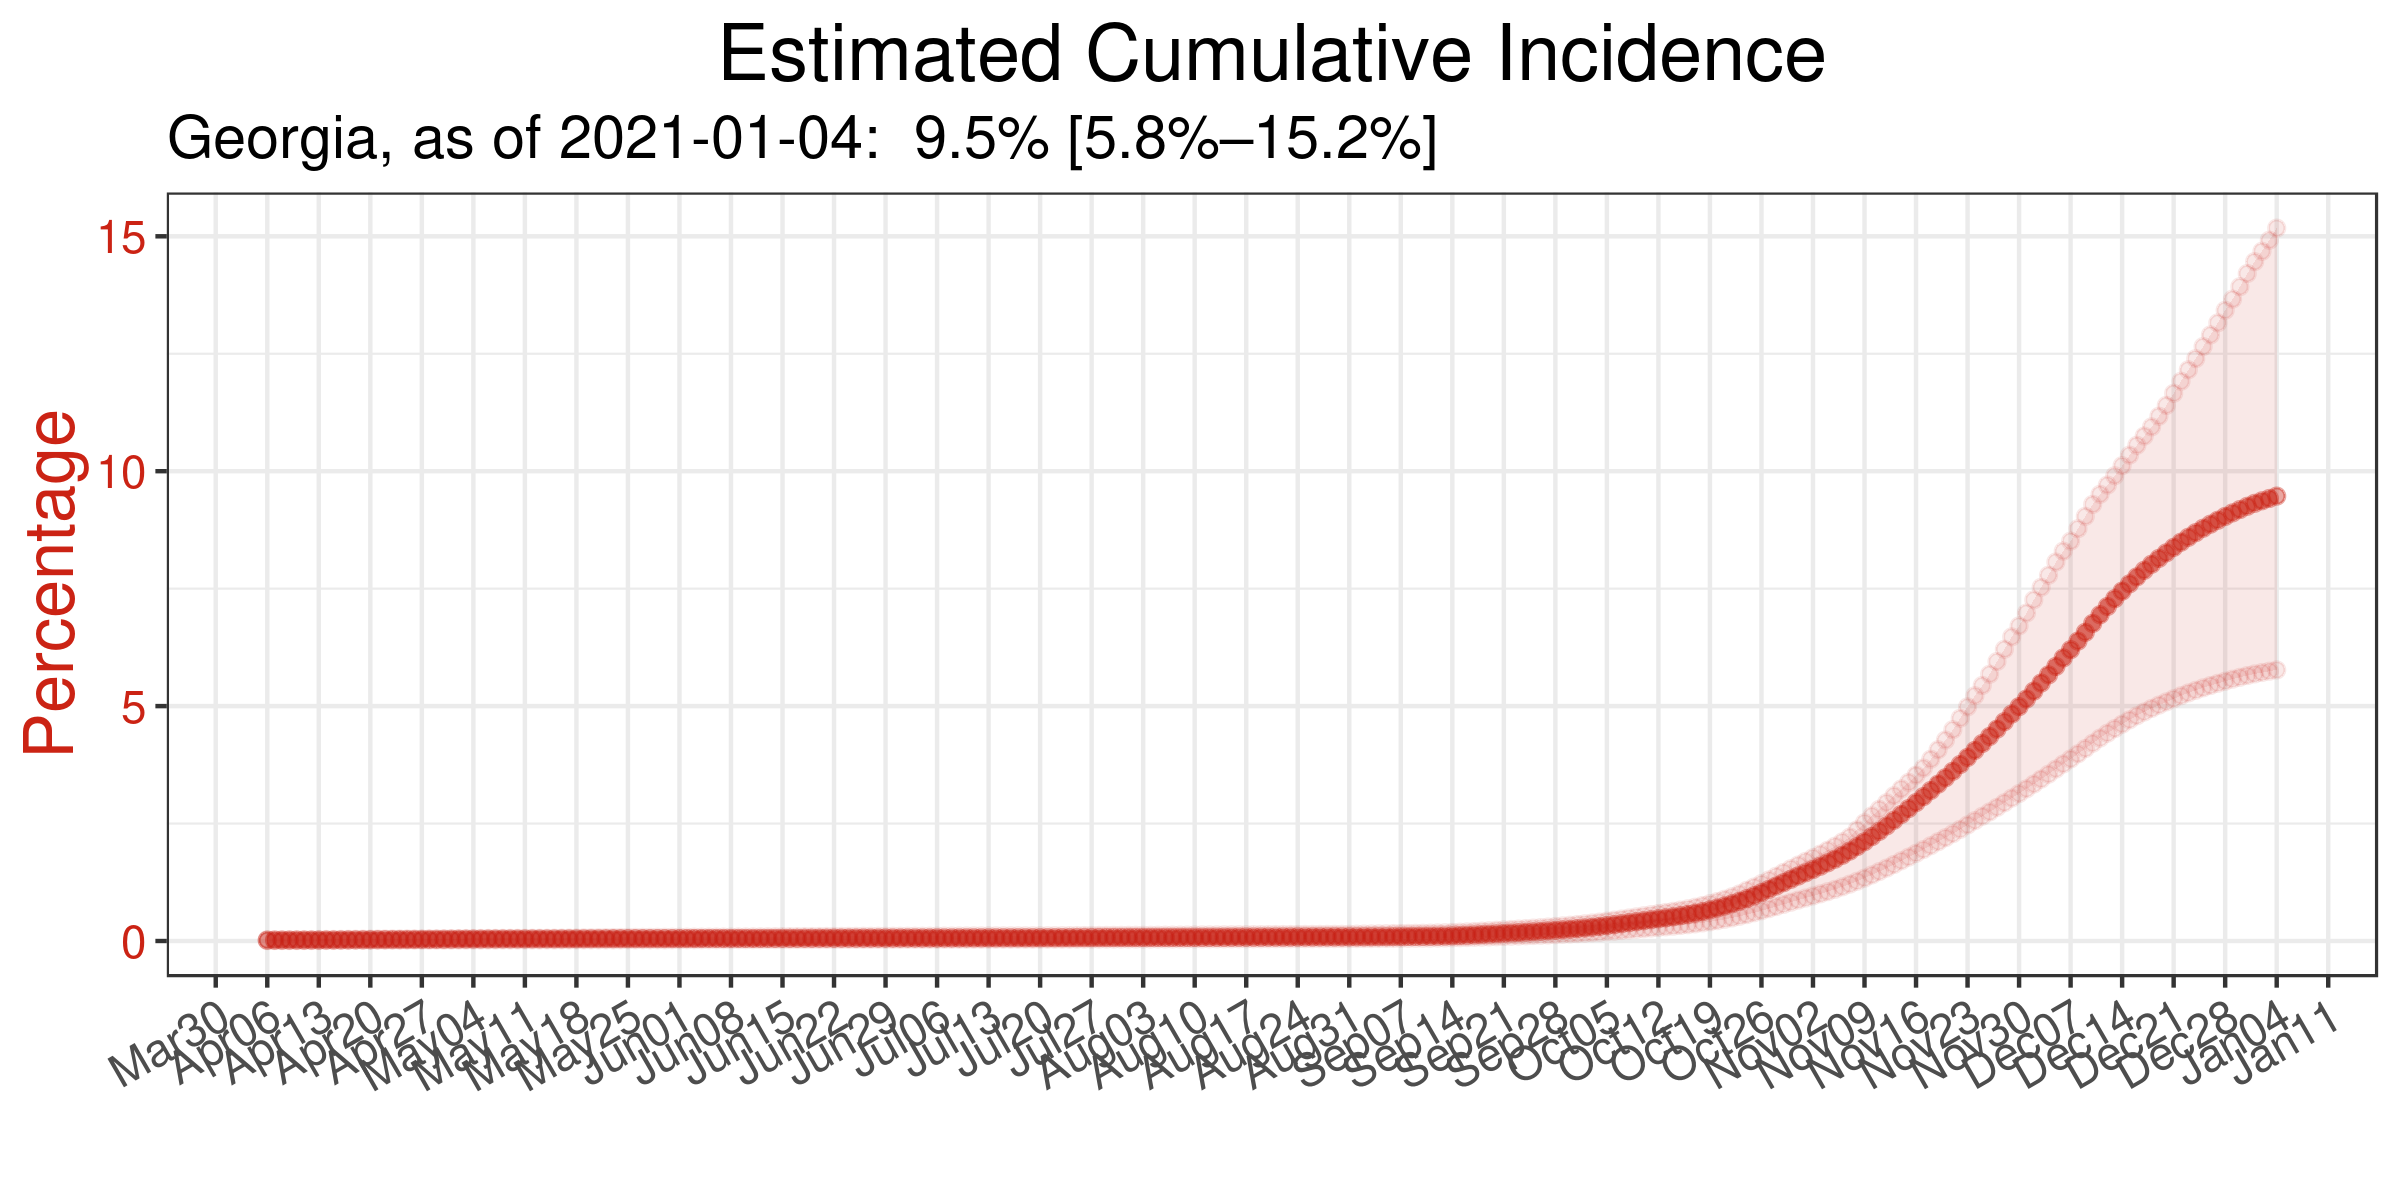 Estimated Cumulative Incidence
Georgia, as of 2021-01-04: 9.5% [5.8%–15.2%]
Percentage
15
10
5
0
Mar30
Apr06
Apr13
Apr20
Apr27
May04
May11
May18
May25
Jun01
Jun08
Jun15
Jun22
Jun29
Jul06
Jul13
Jul20
Jul27
Aug03
Aug10
Aug17
Aug24
Aug31
Sep07
Sep14
Sep21
Sep28
Oct05
Oct12
Oct19
Oct26
Nov02
Nov09
Nov16
Nov23
Nov30
Dec07
Dec14
Dec21
Dec28
Jan04
Jan11